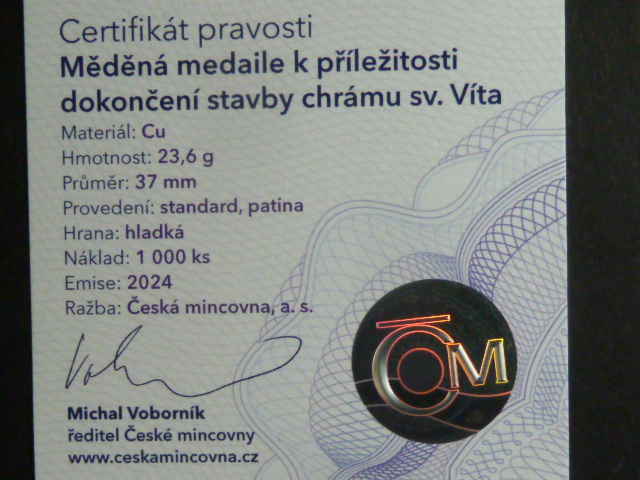 Certifikát pravosti
Měděná medaile k příležitosti
dokončení stavby chrámu sv. Víta
Materiál: Cu
Hmotnost: 23,6 g
Průměr: 37 mm
Provedení: standard, patina
Hrana: hladká
Náklad: 1 000 ks
Emise: 2024
Ražba: Česká mincovna, a. s.
Michal Voborník
ředitel České mincovny
www.ceskamincovna.cz
ČM